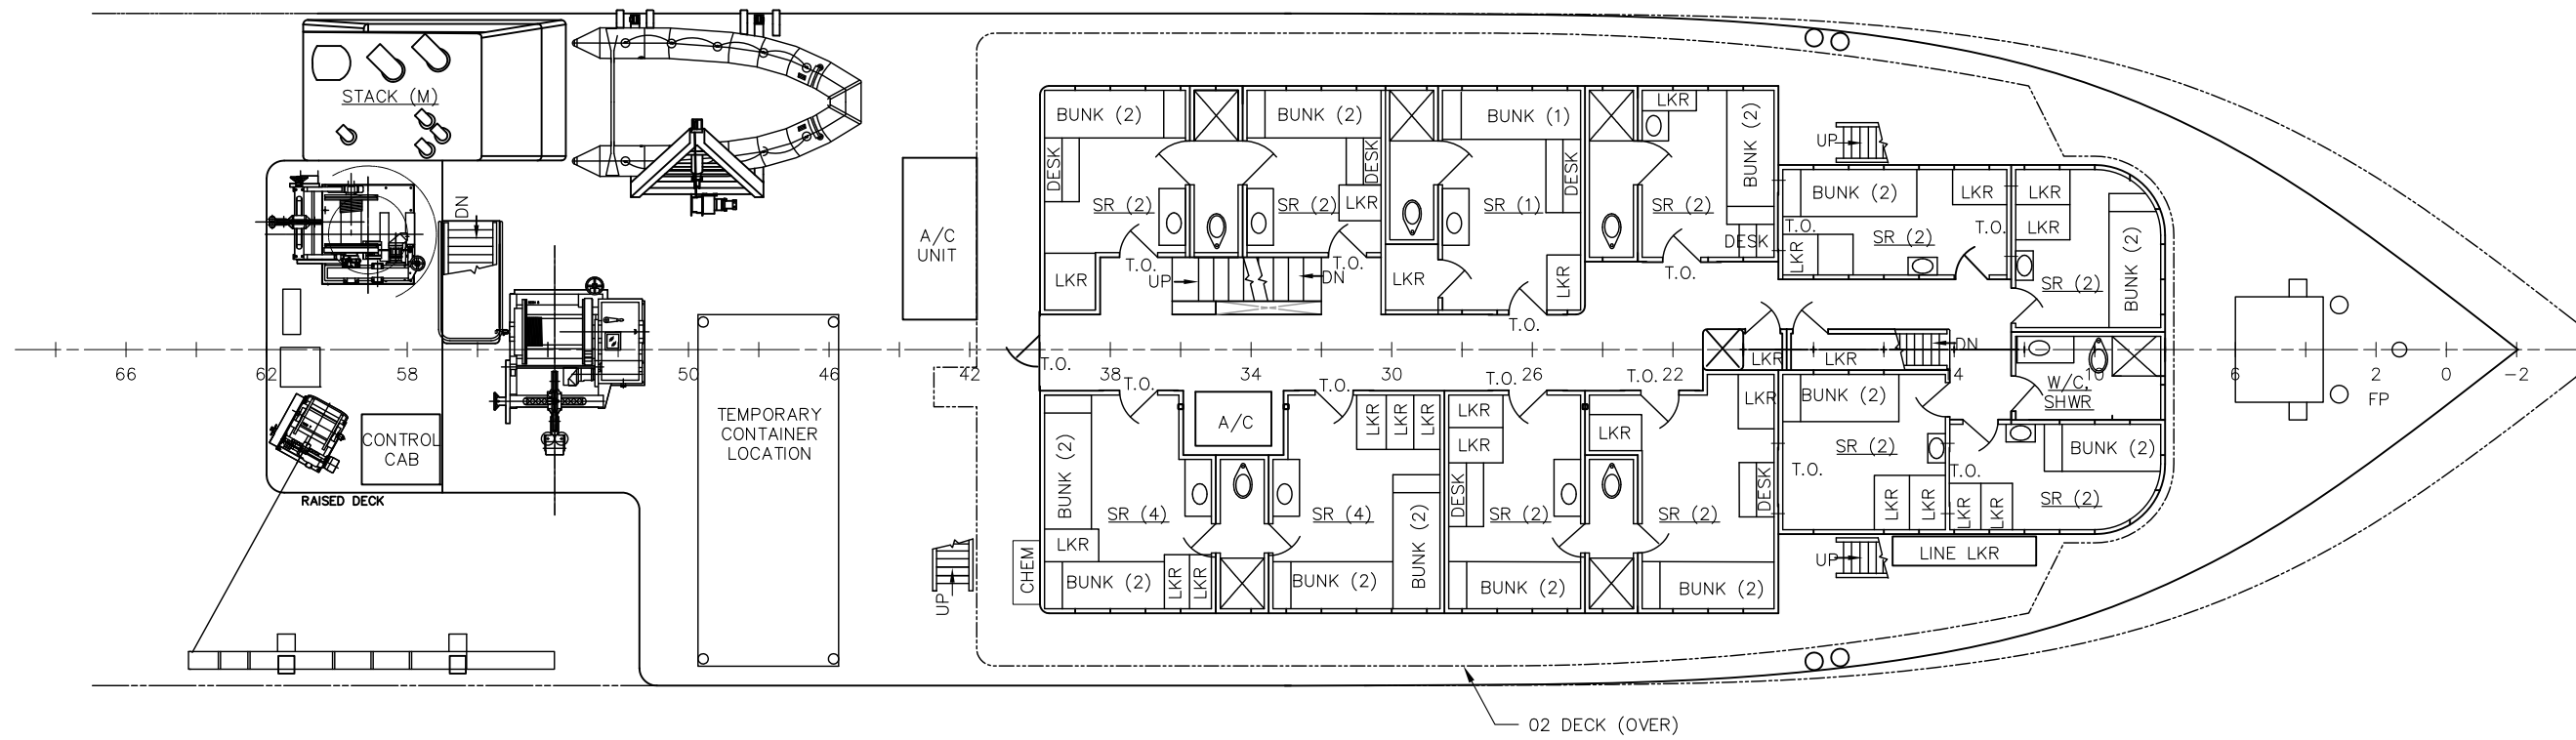 STACK (M)
DN
CONTROL
CAB
RAISED DECK
TEMPORARY
CONTAINER
LOCATION
A/C
UNIT
UP
CHEM
BUNK (2)
DESK
SR (2)
LKR
T.O.
UP
DN
BUNK (2)
DESK
LKR
SR (2)
T.O.
BUNK (1)
DESK
SR (1)
LKR
LKR
T.O.
LKR
BUNK (2)
SR (2)
DESK
T.O.
UP
BUNK (2)
LKR
T.O.
T.O.
LKR
SR (2)
LKR
LKR
BUNK (2)
SR (2)
T.O.
LKR
LKR
DN
66
62
58
50
46
42
38
34
30
26
22
4
10
6
2
0
-2
FP
W/C,
SHWR
T.O.
BUNK (2)
SR (4)
LKR
BUNK (2)
LKR
LKR
A/C
T.O.
LKR
LKR
LKR
SR (4)
BUNK (2)
BUNK (2)
T.O.
LKR
LKR
DESK
SR (2)
BUNK (2)
T.O.
LKR
LKR
DESK
SR (2)
BUNK (2)
BUNK (2)
SR (2)
T.O.
LKR
LKR
T.O.
BUNK (2)
SR (2)
LKR
LKR
UP
LINE LKR
02 DECK (OVER)